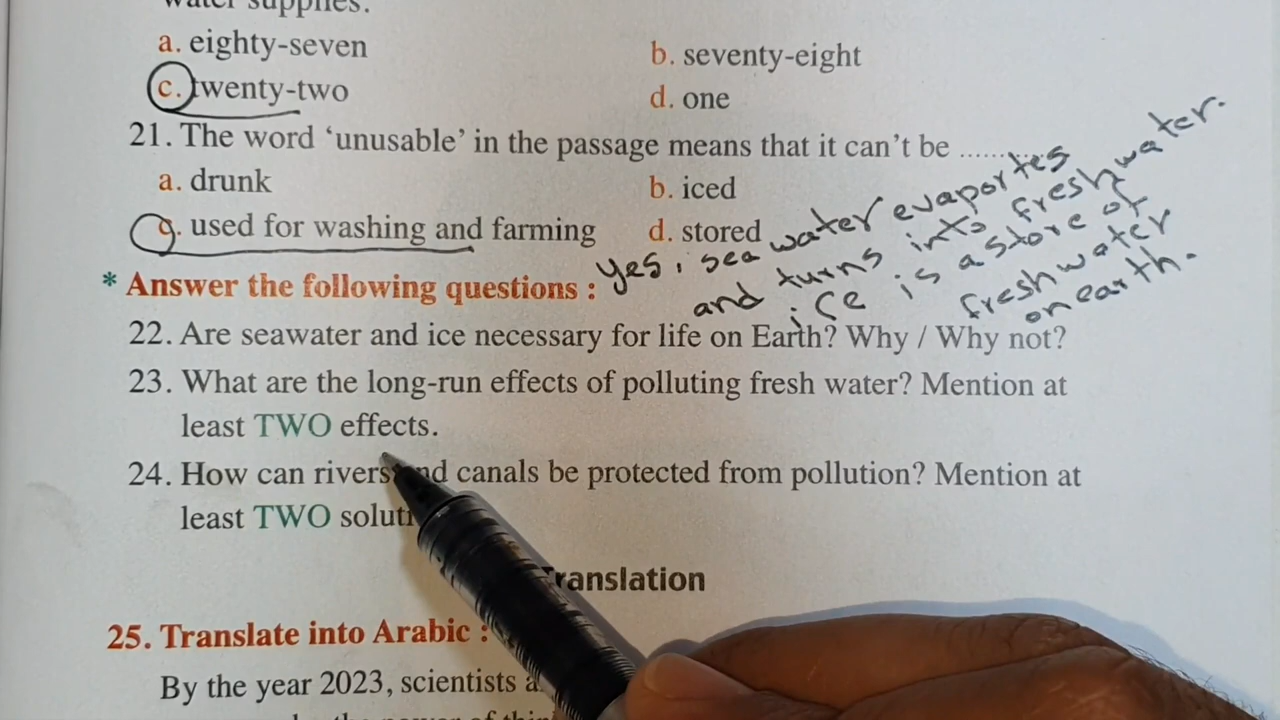 water supplies.
a. eighty-seven
b. seventy-eight
c. twenty-two
d. one
21. The word ‘unusable’ in the passage means that it can’t be ..........
a. drunk
b. iced
c. used for washing and farming
d. stored
* Answer the following questions :
yes, sea water evaportes
and turns into fresh water.
ice is a store of
fresh water
on earth.
22. Are seawater and ice necessary for life on Earth? Why / Why not?
23. What are the long-run effects of polluting fresh water? Mention at
least TWO effects.
24. How can rivers and canals be protected from pollution? Mention at
least TWO soluti
Translation
25. Translate into Arabic :
By the year 2023, scientists a